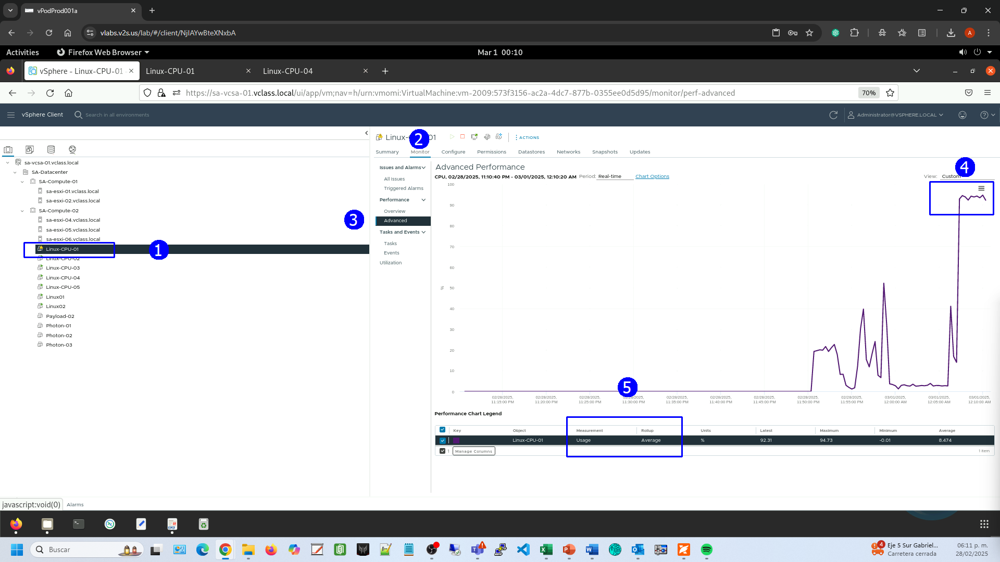 vPodProd001a
vlabs.v2s.us/lab/#/client/NjlAYwBteXNxbA
A
Activities
Firefox Web Browser
Mar 1 00:10
vSphere - Linux-CPU-01 -
Linux-CPU-01
Linux-CPU-04
https://sa-vcsa-01.vclass.local/ui/app/vm;nav=h/urn:vmomi:VirtualMachine:vm-2009:573f3156-ac2a-4dc7-877b-0355ee0d5d95/monitor/perf-advanced
70%
vSphere Client
Search in all environments
Administrator@VSPHERE.LOCAL
sa-vcsa-01.vclass.local
SA-Datacenter
SA-Compute-01
sa-esxi-01.vclass.local
sa-esxi-02.vclass.local
SA-Compute-02
sa-esxi-04.vclass.local
sa-esxi-05.vclass.local
sa-esxi-06.vclass.local
Linux-CPU-01
1
Linux-CPU-02
Linux-CPU-03
Linux-CPU-04
Linux-CPU-05
Linux01
Linux02
Payload-02
Photon-01
Photon-02
Photon-03
Linux- 01
2
ACTIONS
Summary
Monitor
Configure
Permissions
Datastores
Networks
Snapshots
Updates
Issues and Alarms
All Issues
Triggered Alarms
Performance
Overview
Advanced
3
Tasks and Events
Tasks
Events
Utilization
Advanced Performance
CPU, 02/28/2025, 11:10:40 PM - 03/01/2025, 12:10:20 AM
Period: Real-time
Chart Options
View: Custom
4
100
90
80
70
60
50
40
30
20
10
0
%
5
02/28/2025, 11:15:00 PM
02/28/2025, 11:20:00 PM
02/28/2025, 11:25:00 PM
02/28/2025, 11:30:00 PM
02/28/2025, 11:35:00 PM
02/28/2025, 11:40:00 PM
02/28/2025, 11:45:00 PM
02/28/2025, 11:50:00 PM
02/28/2025, 11:55:00 PM
03/01/2025, 12:00:00 AM
03/01/2025, 12:05:00 AM
03/01/2025, 12:10:00 AM
Performance Chart Legend
Key Object Measurement Rollup Units Latest Maximum Minimum Average
Linux-CPU-01 Usage Average % 92.31 94.73 -0.01 8.474
1 Manage Columns
1 item
javascript:void(0)
Alarms
Buscar
4
Eje 5 Sur Gabriel...
Carretera cerrada
06:11 p. m.
28/02/2025